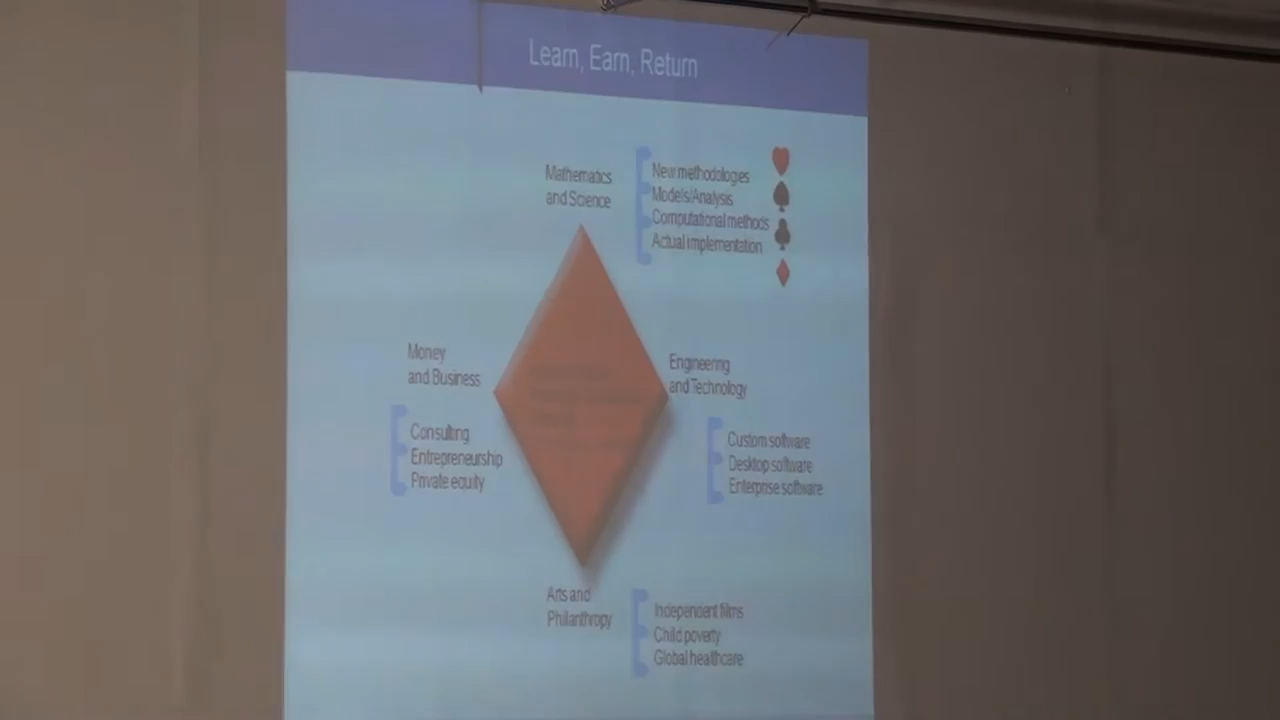 Learn, Earn, Return
Mathematics
and Science
New methodologies
Models/Analysis
Computational methods
Actual implementation
Money
and Business
Consulting
Entrepreneurship
Private equity
Engineering
and Technology
Custom software
Desktop software
Enterprise software
Arts and
Philanthropy
Independent films
Child poverty
Global healthcare